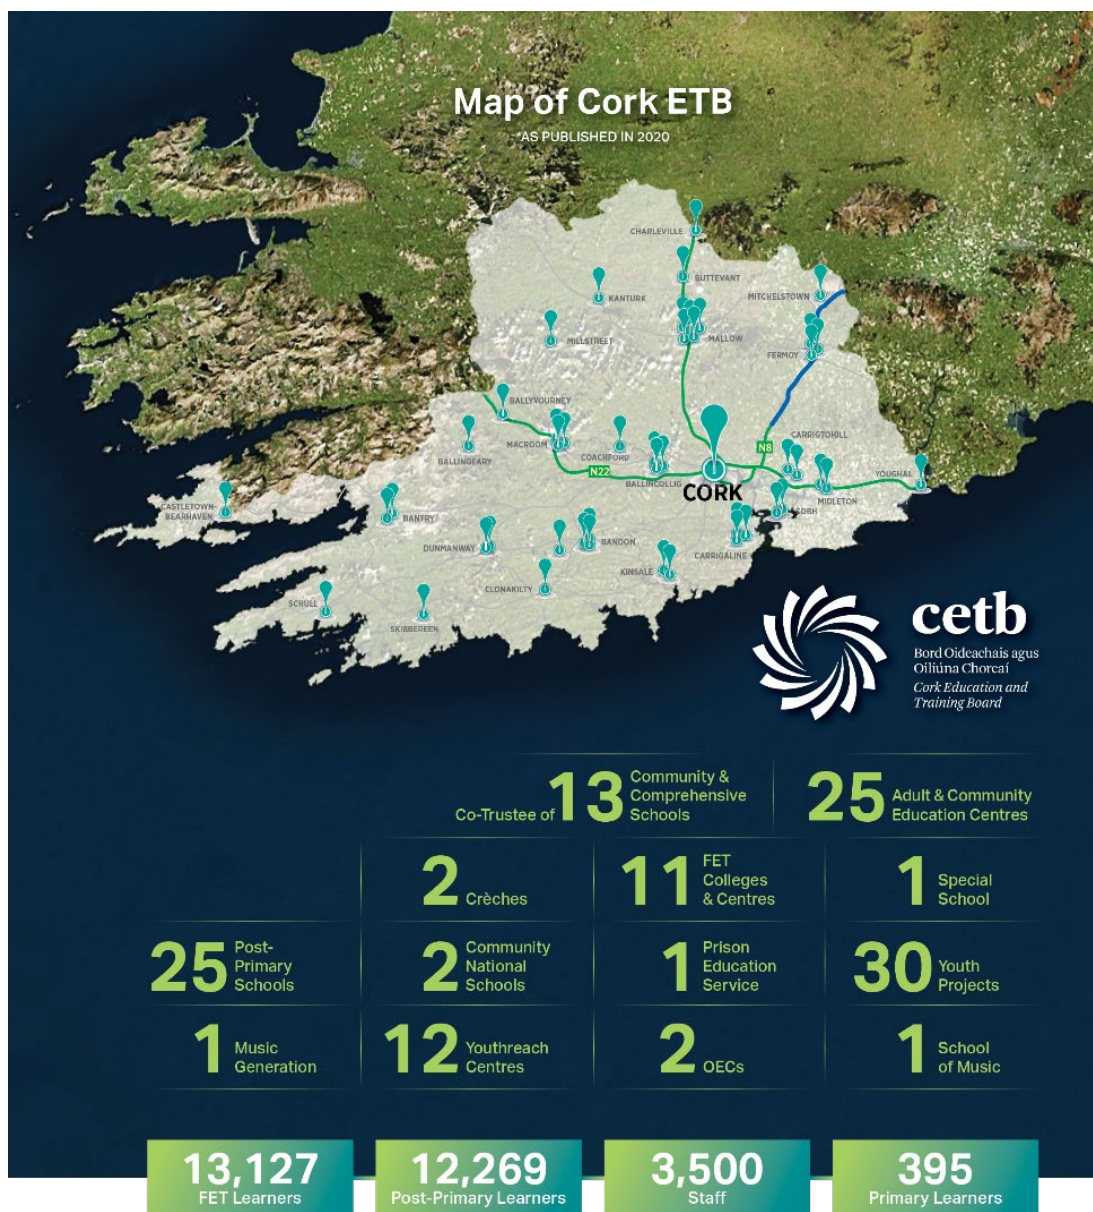 Map of Cork ETB
*AS PUBLISHED IN 2020
CHARLEVILLE
BUTTEVANT
KANTURK
MITCHELSTOWN
MILLSTREET
MALLOW
FERMOY
BALLYVOURNEY
MACROOM
CARRIGTOHILL
N8
BALLINGEARY
COACHFORD
YOUGHAL
N22
BALLINCOLLIG
CORK
MIDLETON
CASTLETOWN-
BEARHAVEN
BANTRY
COBH
DUNMANWAY
BANDON
CARRIGALINE
KINSALE
CLONAKILTY
SCHULL
SKIBBEREEN
cetb
Bord Oideachais agus
Oiliúna Chorcaí
Cork Education and
Training Board
Co-Trustee of 13 Community &
Comprehensive
Schools
25 Adult & Community
Education Centres
2 Crèches
11 FET
Colleges
& Centres
1 Special
School
25 Post-
Primary
Schools
2 Community
National
Schools
1 Prison
Education
Service
30 Youth
Projects
1 Music
Generation
12 Youthreach
Centres
2 OECs
1 School
of Music
13,127
FET Learners
12,269
Post-Primary Learners
3,500
Staff
395
Primary Learners